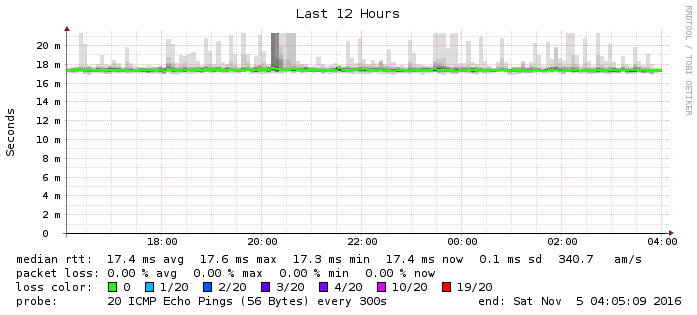 Last 12 Hours
RRDTOOL / TOBI OETIKER
Seconds
20 m
18 m
16 m
14 m
12 m
10 m
8 m
6 m
4 m
2 m
0
18:00 20:00 22:00 00:00 02:00 04:00
median rtt: 17.4 ms avg 17.6 ms max 17.3 ms min 17.4 ms now 0.1 ms sd 340.7 am/s
packet loss: 0.00 % avg 0.00 % max 0.00 % min 0.00 % now
loss color: 0 1/20 2/20 3/20 4/20 10/20 19/20
probe: 20 ICMP Echo Pings (56 Bytes) every 300s end: Sat Nov 5 04:05:09 2016